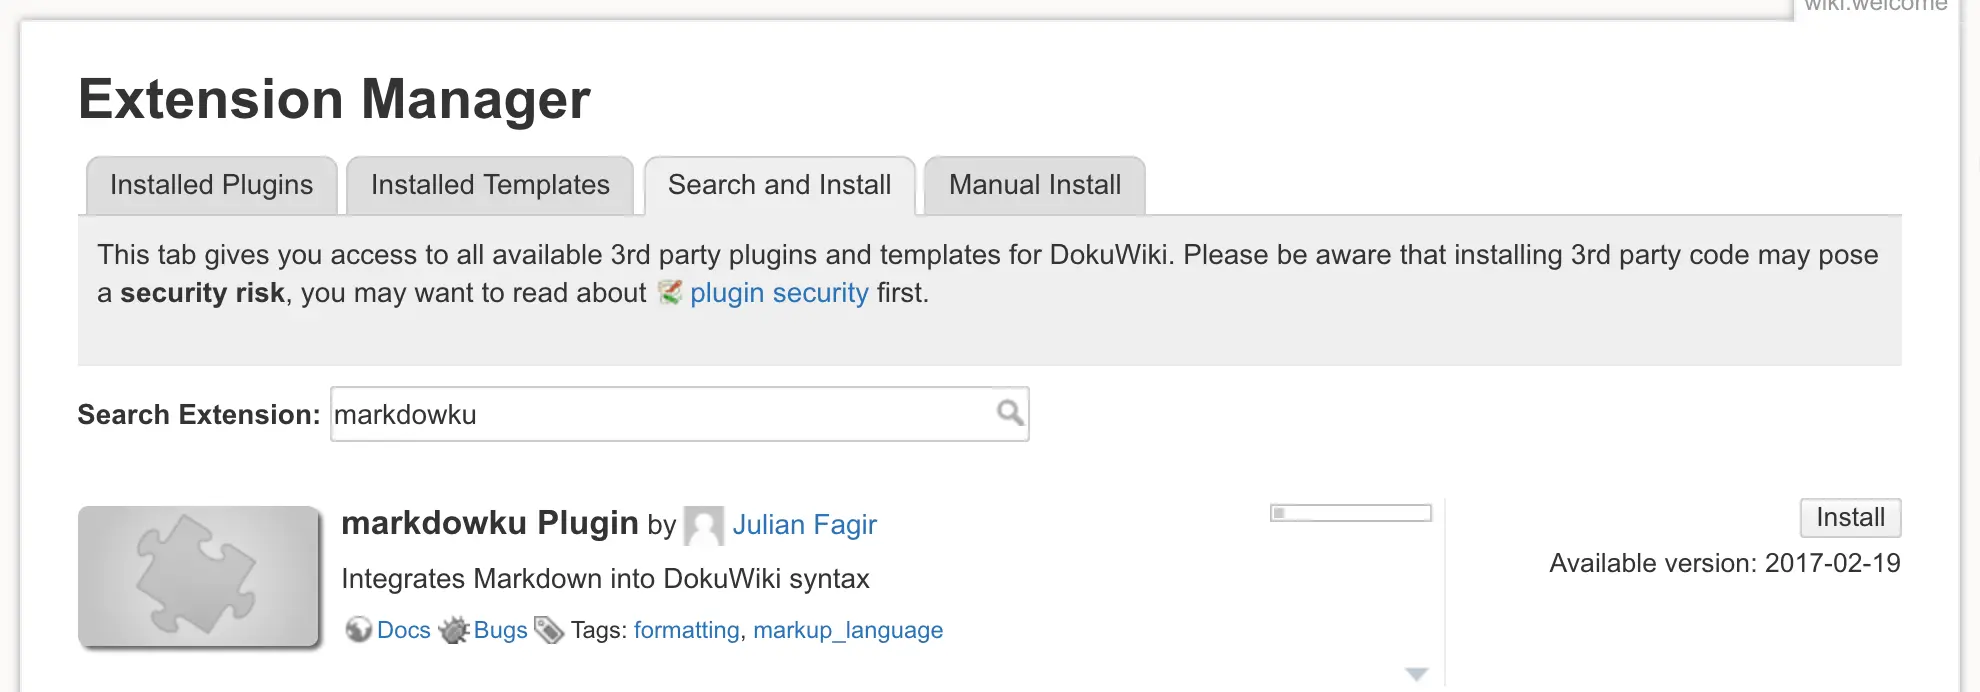 wiki:welcome
Extension Manager
Installed Plugins Installed Templates Search and Install Manual Install
This tab gives you access to all available 3rd party plugins and templates for DokuWiki. Please be aware that installing 3rd party code may pose
a security risk, you may want to read about plugin security first.
Search Extension: markdowku
markdowku Plugin by Julian Fagir
Install
Available version: 2017-02-19
Integrates Markdown into DokuWiki syntax
Docs Bugs Tags: formatting, markup_language